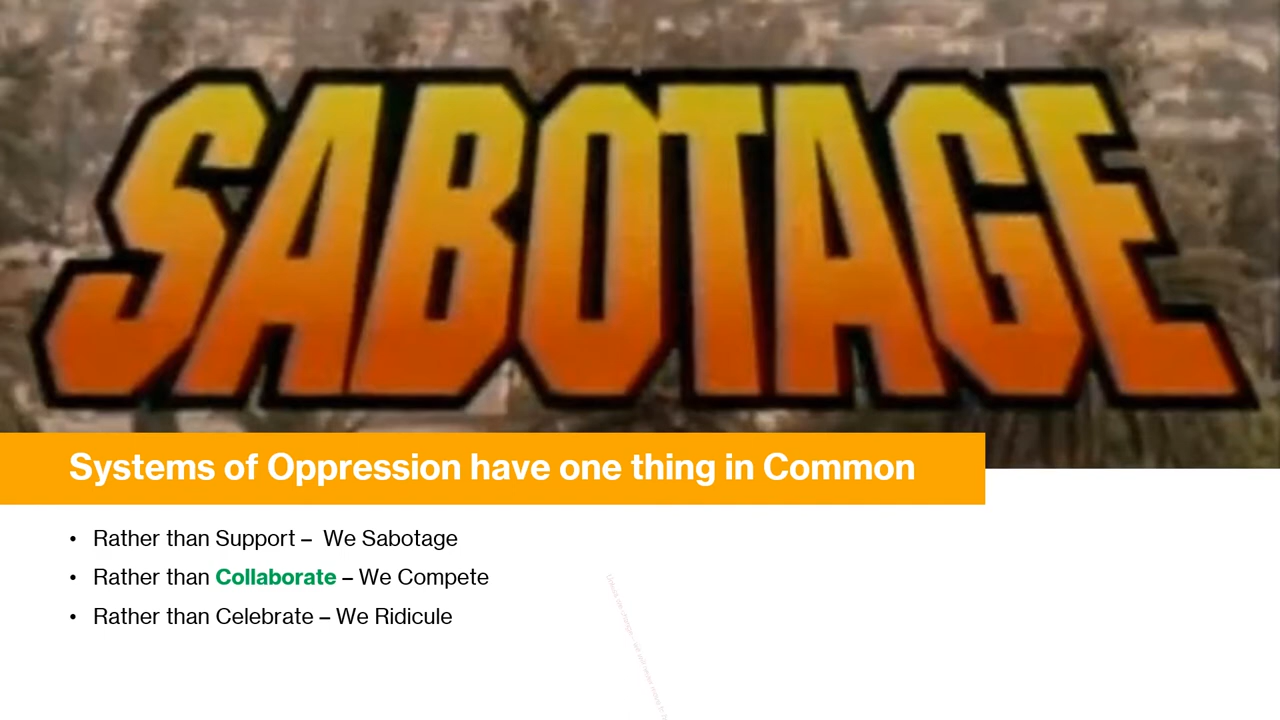 SABOTAGE
Systems of Oppression have one thing in Common
• Rather than Support –  We Sabotage
• Rather than Collaborate – We Compete
• Rather than Celebrate – We Ridicule